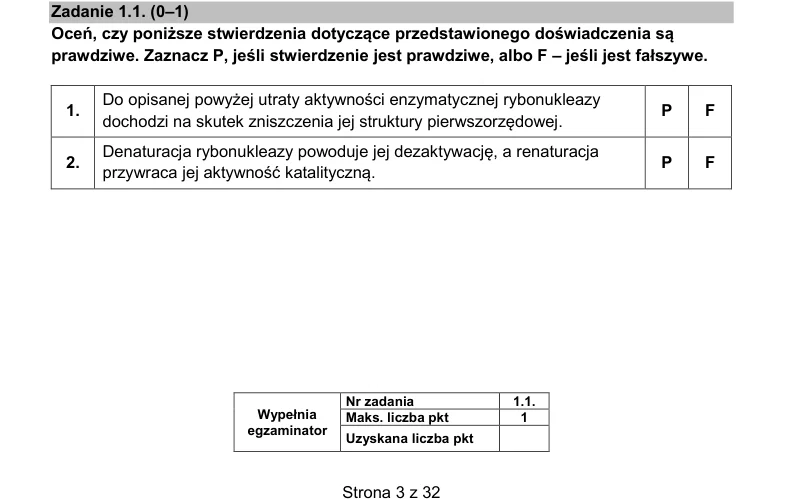 Zadanie 1.1. (0–1)
Oceń, czy poniższe stwierdzenia dotyczące przedstawionego doświadczenia są
prawdziwe. Zaznacz P, jeśli stwierdzenie jest prawdziwe, albo F – jeśli jest fałszywe.
1. Do opisanej powyżej utraty aktywności enzymatycznej rybonukleazy P F
dochodzi na skutek zniszczenia jej struktury pierwszorzędowej.
2. Denaturacja rybonukleazy powoduje jej dezaktywację, a renaturacja P F
przywraca jej aktywność katalityczną.
Wypełnia
egzaminator
Nr zadania 1.1.
Maks. liczba pkt 1
Uzyskana liczba pkt
Strona 3 z 32